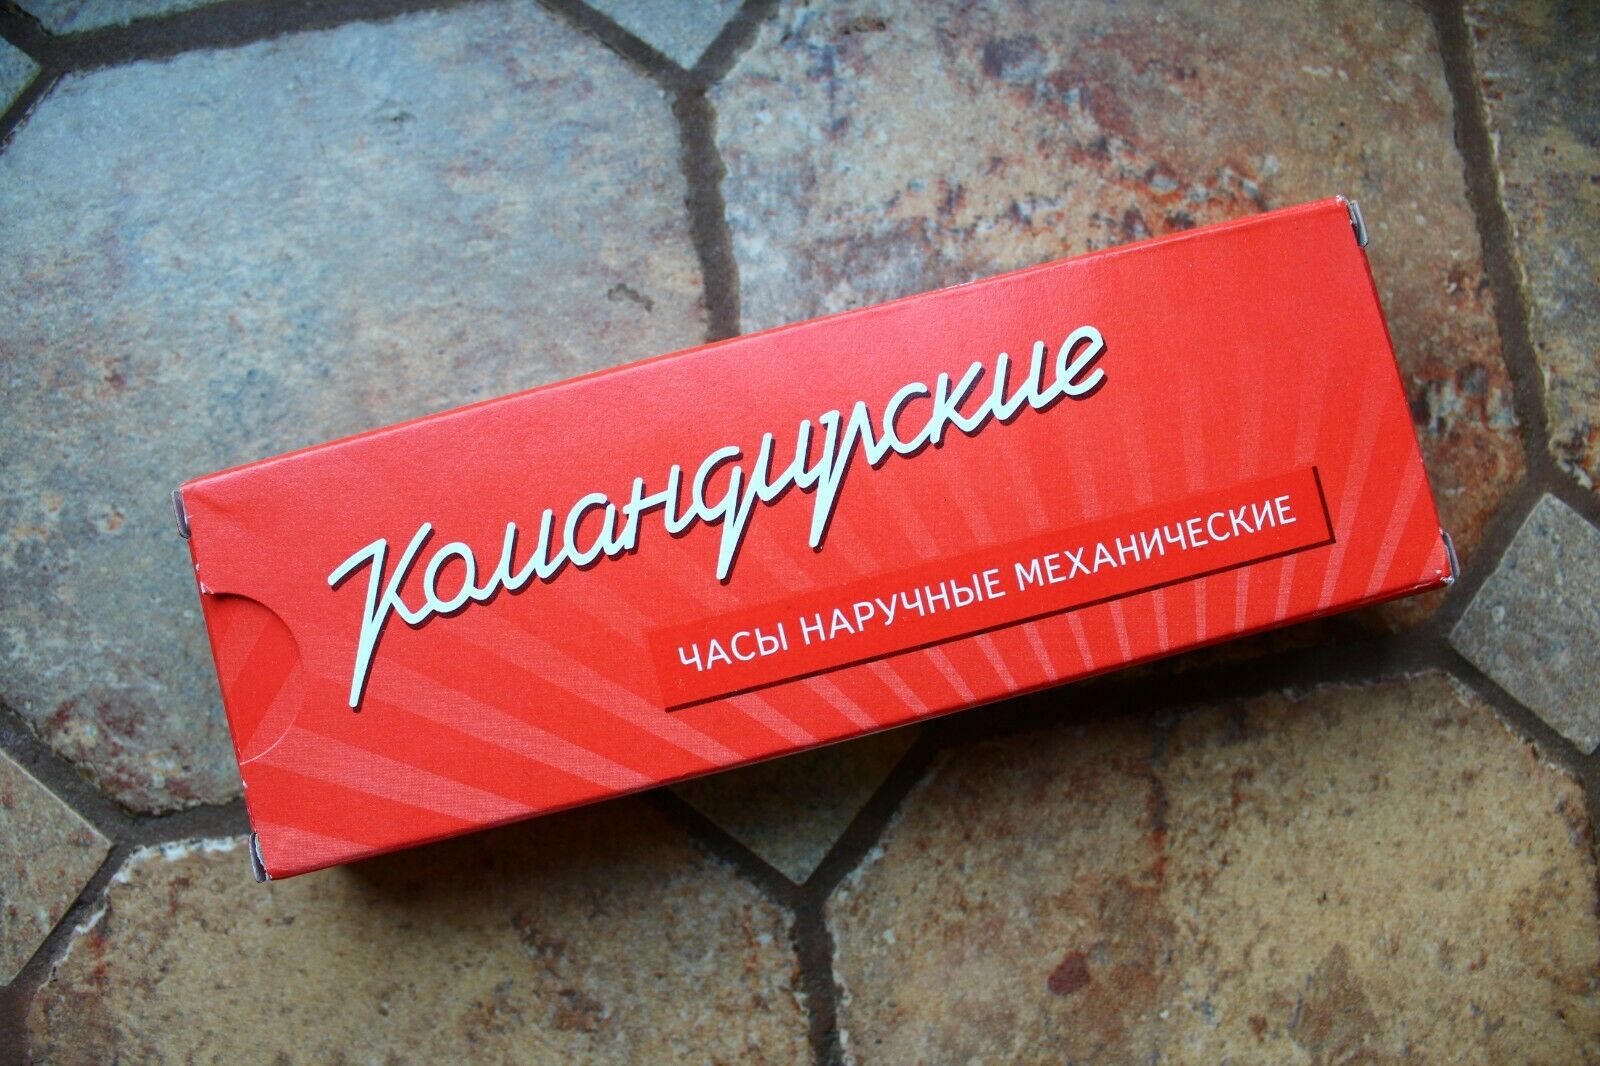 Командирские
ЧАСЫ НАРУЧНЫЕ МЕХАНИЧЕСКИЕ